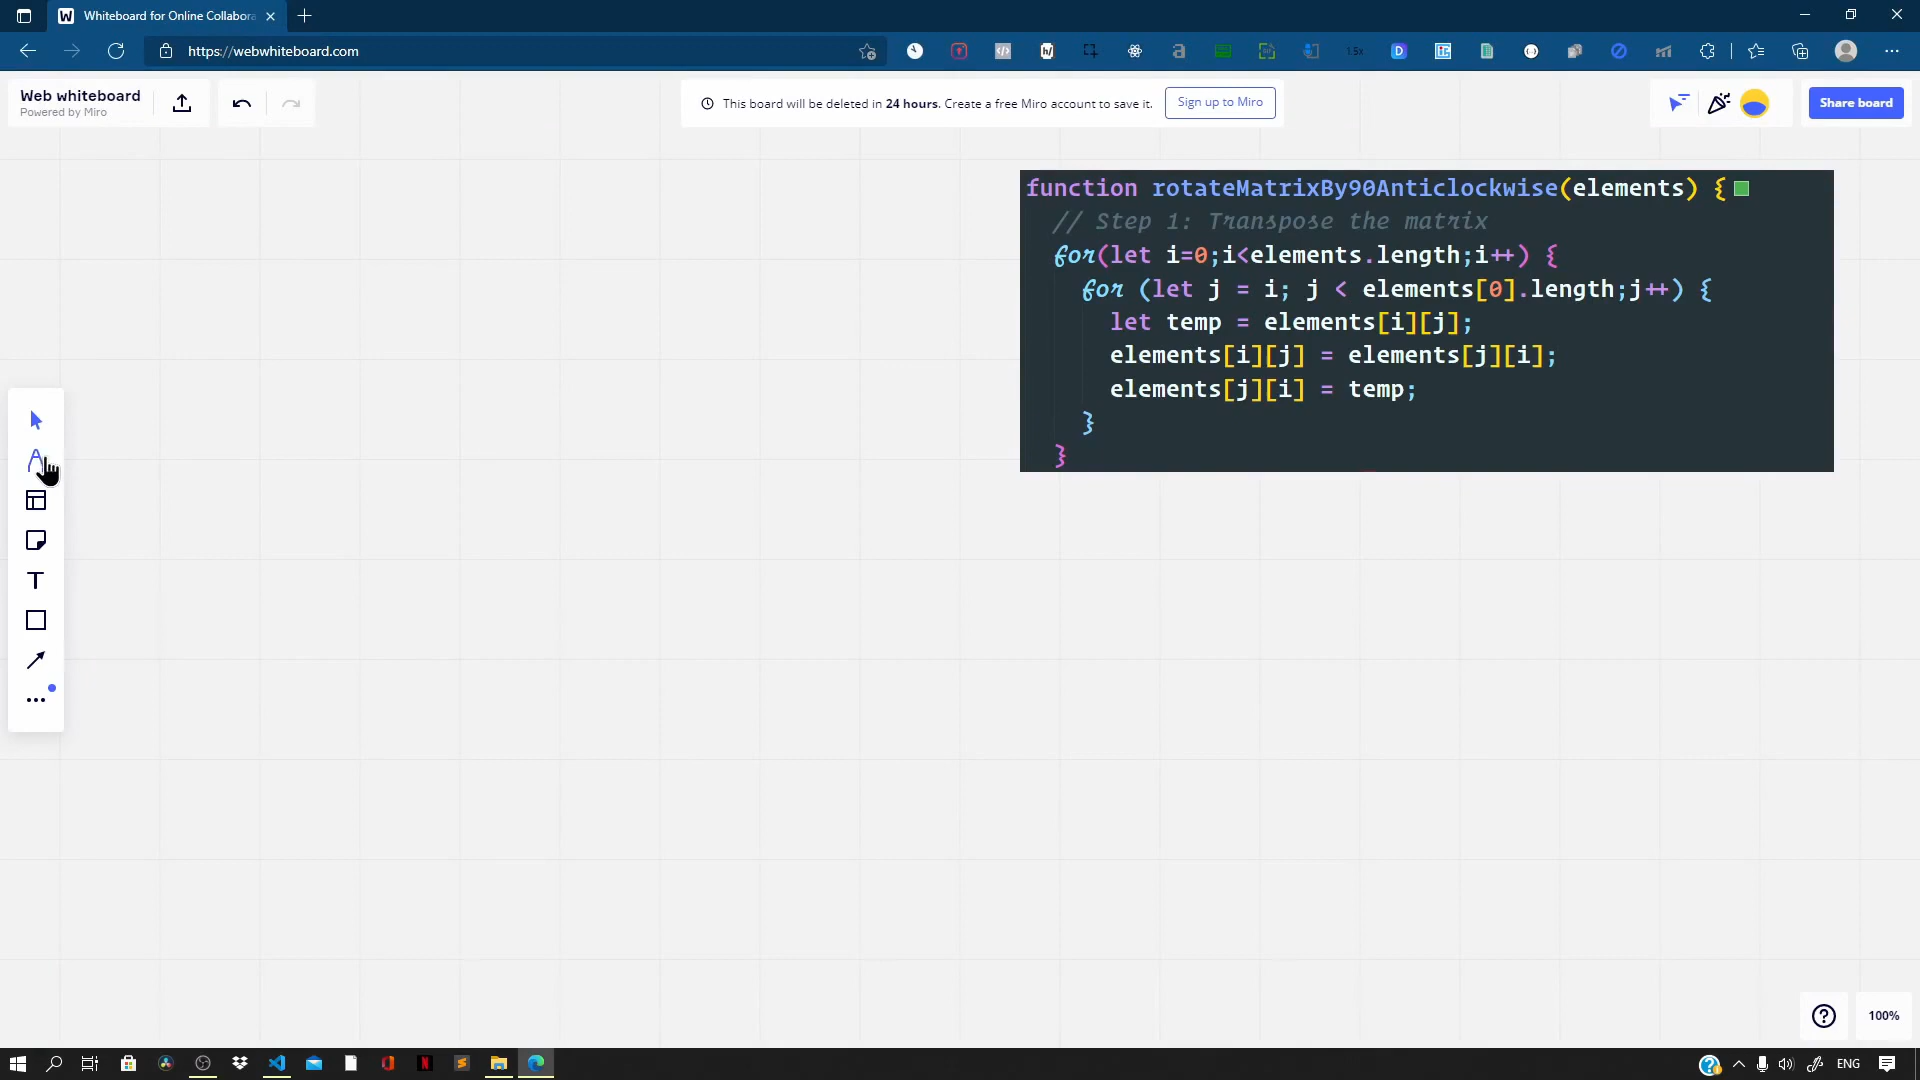 Whiteboard for Online Collabora
https://webwhiteboard.com
1.5x
Web whiteboard
Powered by Miro
This board will be deleted in 24 hours. Create a free Miro account to save it.
Sign up to Miro
Share board
function rotateMatrixBy90Anticlockwise(elements) {
// Step 1: Transpose the matrix
for(let i=0;i<elements.length;i++) {
for (let j = i; j < elements[0].length;j++) {
let temp = elements[i][j];
elements[i][j] = elements[j][i];
elements[j][i] = temp;
}
}
100%
ENG